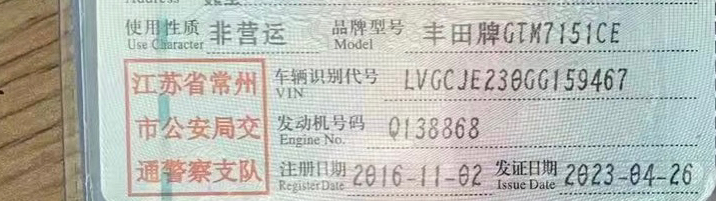 使用性质 非营运 品牌型号 丰田牌GTM7151CE
Use Character Model
江苏省常州 车辆识别代号 LVGCJE230GG159467
VIN
市公安局交 发动机号码 Q138868
Engine No.
通警察支队 注册日期 2016-11-02 发证日期 2023-04-26
Register Date Issue Date